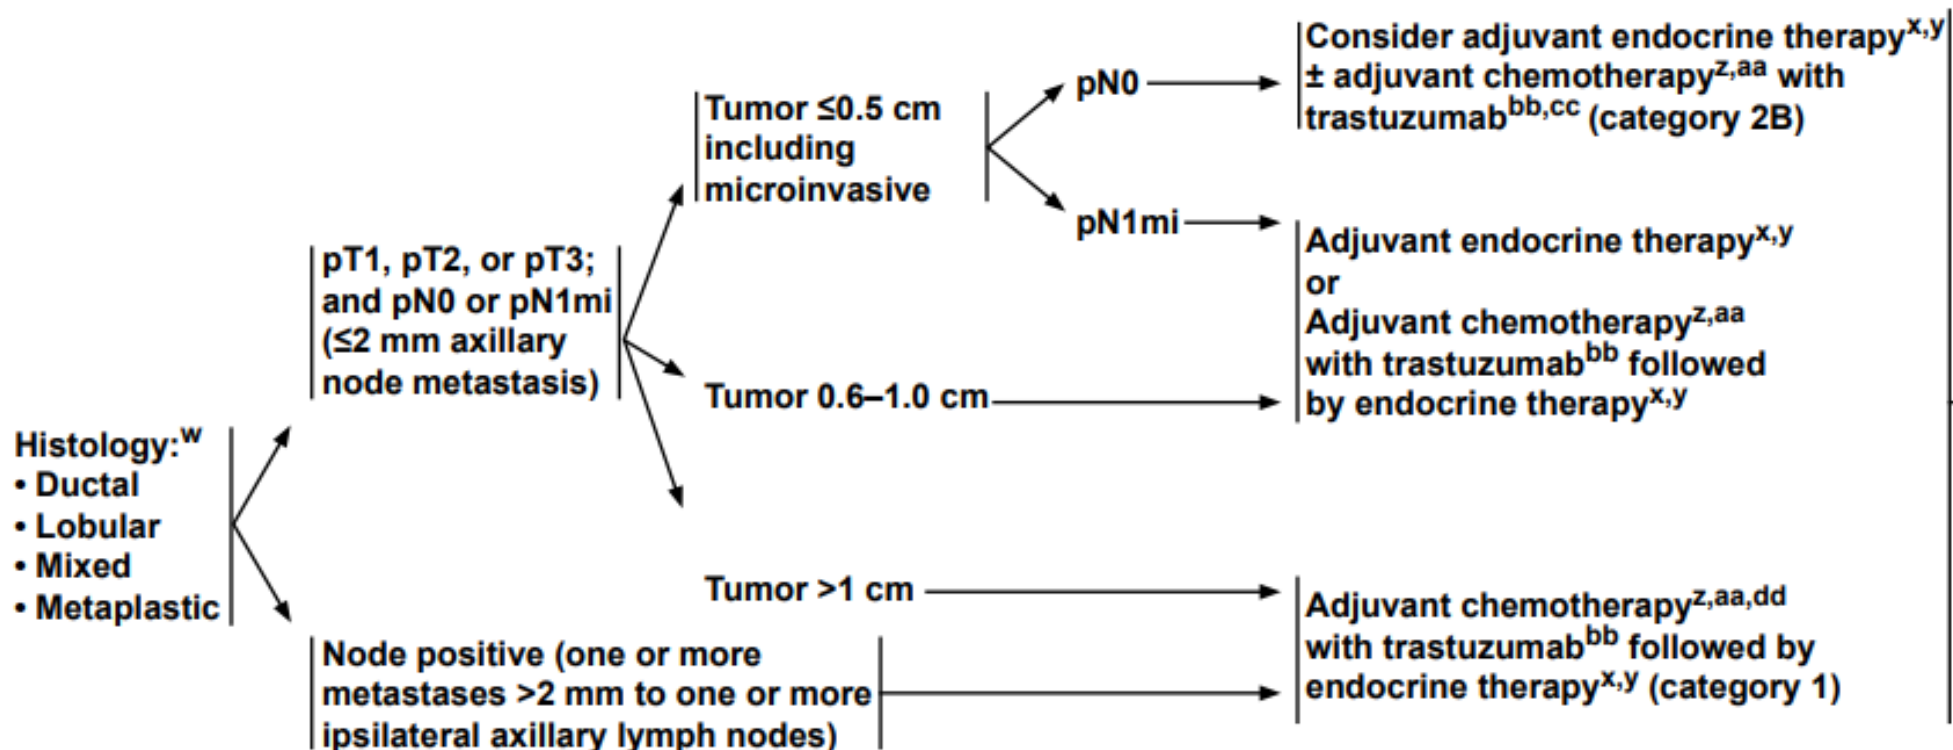 Histology:w
• Ductal
• Lobular
• Mixed
• Metaplastic
pT1, pT2, or pT3;
and pN0 or pN1mi
(≤2 mm axillary
node metastasis)
Node positive (one or more
metastases >2 mm to one or more
ipsilateral axillary lymph nodes)
Tumor ≤0.5 cm
including
microinvasive
Tumor 0.6–1.0 cm
Tumor >1 cm
pN0
pN1mi
Consider adjuvant endocrine therapyx,y
± adjuvant chemotherapyz,aa with
trastuzumabbb,cc (category 2B)
Adjuvant endocrine therapyx,y
or
Adjuvant chemotherapyz,aa
with trastuzumabbb followed
by endocrine therapyx,y
Adjuvant chemotherapyz,aa,dd
with trastuzumabbb followed by
endocrine therapyx,y (category 1)